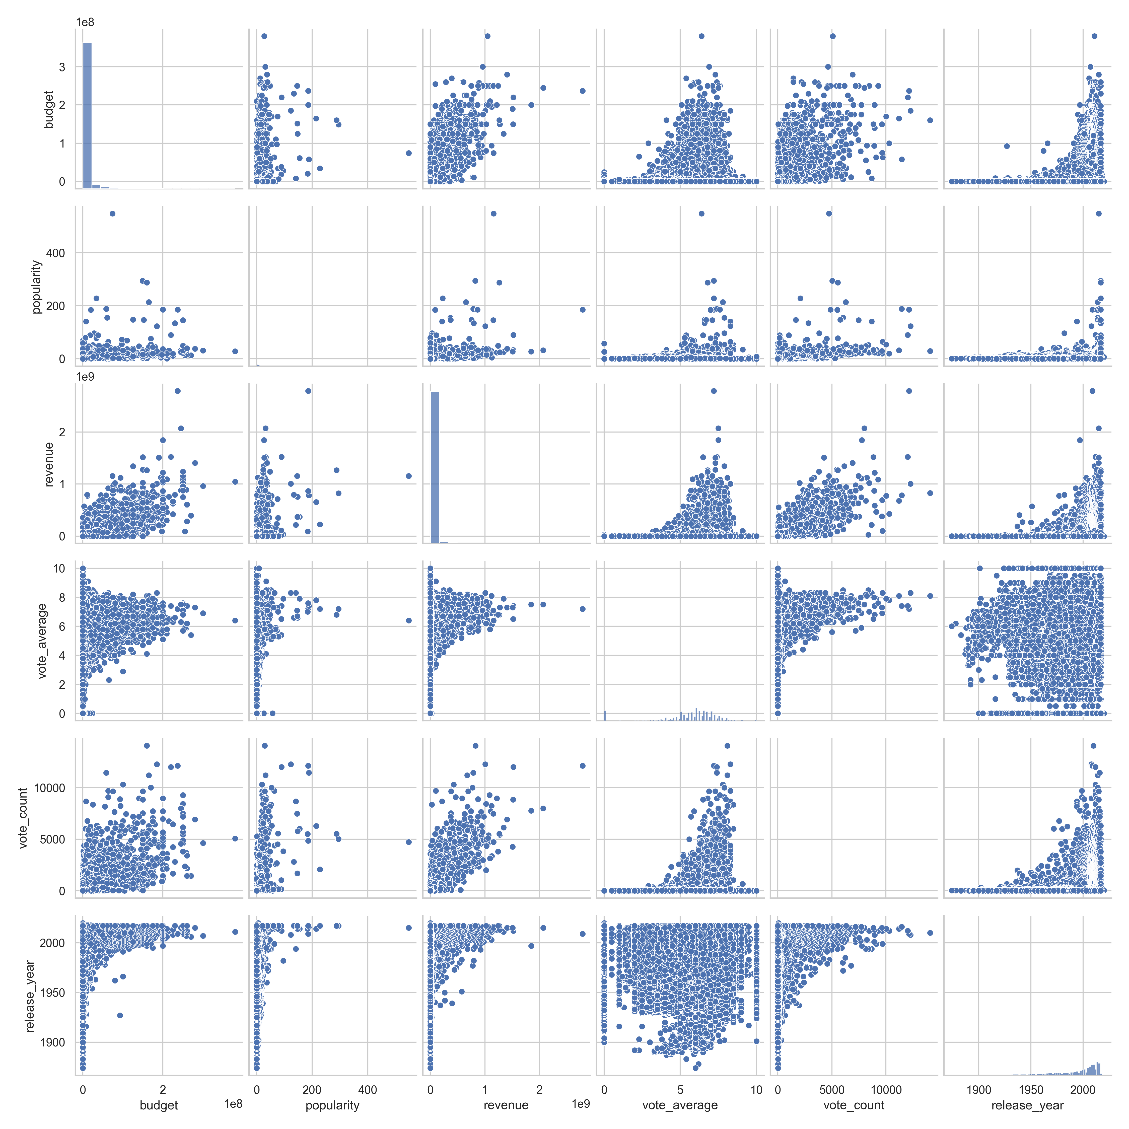 1e8
3
2
1
0
budget
400
200
0
popularity
1e9
2
1
0
revenue
10
8
6
4
2
0
vote_average
10000
5000
0
vote_count
2000
1950
1900
release_year
0 2 1e8
budget
0 200 400
popularity
0 1 2 1e9
revenue
0 5 10
vote_average
0 5000 10000
vote_count
1900 1950 2000
release_year